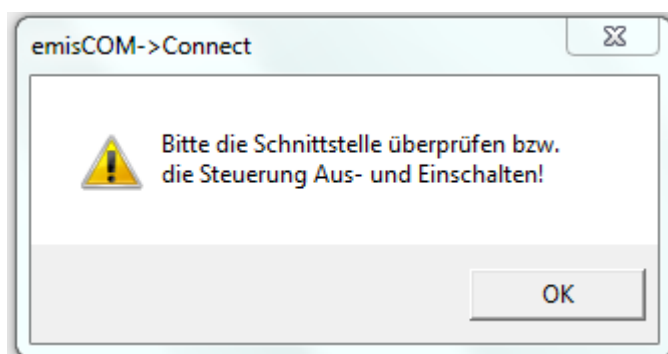 emisCOM->Connect
Bitte die Schnittstelle überprüfen bzw.
die Steuerung Aus- und Einschalten!
OK